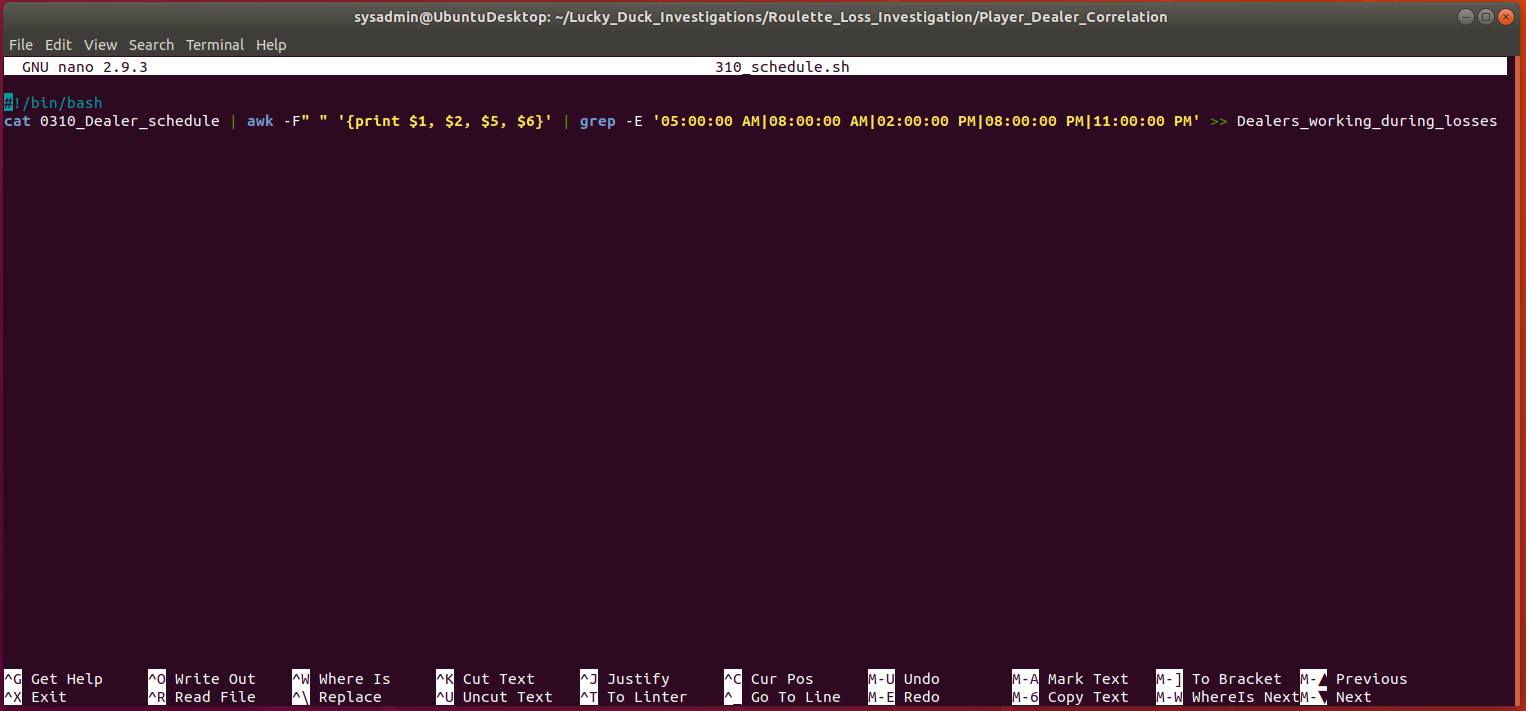 sysadmin@UbuntuDesktop: ~/Lucky_Duck_Investigations/Roulette_Loss_Investigation/Player_Dealer_Correlation
File Edit View Search Terminal Help
GNU nano 2.9.3 310_schedule.sh
#!/bin/bash
cat 0310_Dealer_schedule | awk -F" " '{print $1, $2, $5, $6}' | grep -E '05:00:00 AM|08:00:00 AM|02:00:00 PM|08:00:00 PM|11:00:00 PM' >> Dealers_working_during_losses
^G Get Help ^O Write Out ^W Where Is ^K Cut Text ^J Justify ^C Cur Pos M-U Undo M-A Mark Text M-] To Bracket M-▲ Previous
^X Exit ^R Read File ^\ Replace ^U Uncut Text ^T To Linter ^_ Go To Line M-E Redo M-6 Copy Text M-W WhereIs Next M-▼ Next